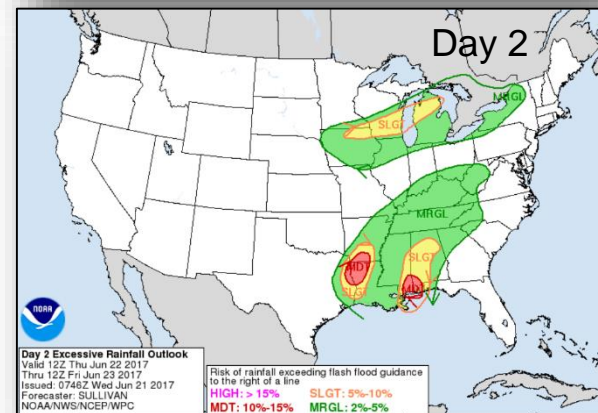 Day 2
MRGL
SLGT
MRGL
SLGT
MDT
SLGT
MDT
NOAA
Day 2 Excessive Rainfall Outlook
Valid 12Z Thu Jun 22 2017
Thru 12Z Fri Jun 23 2017
Issued: 0746Z Wed Jun 21 2017
Forecaster: SULLIVAN
NOAA/NWS/NCEP/WPC
Risk of rainfall exceeding flash flood guidance
to the right of a line
HIGH: > 15% SLGT: 5%-10%
MDT: 10%-15% MRGL: 2%-5%